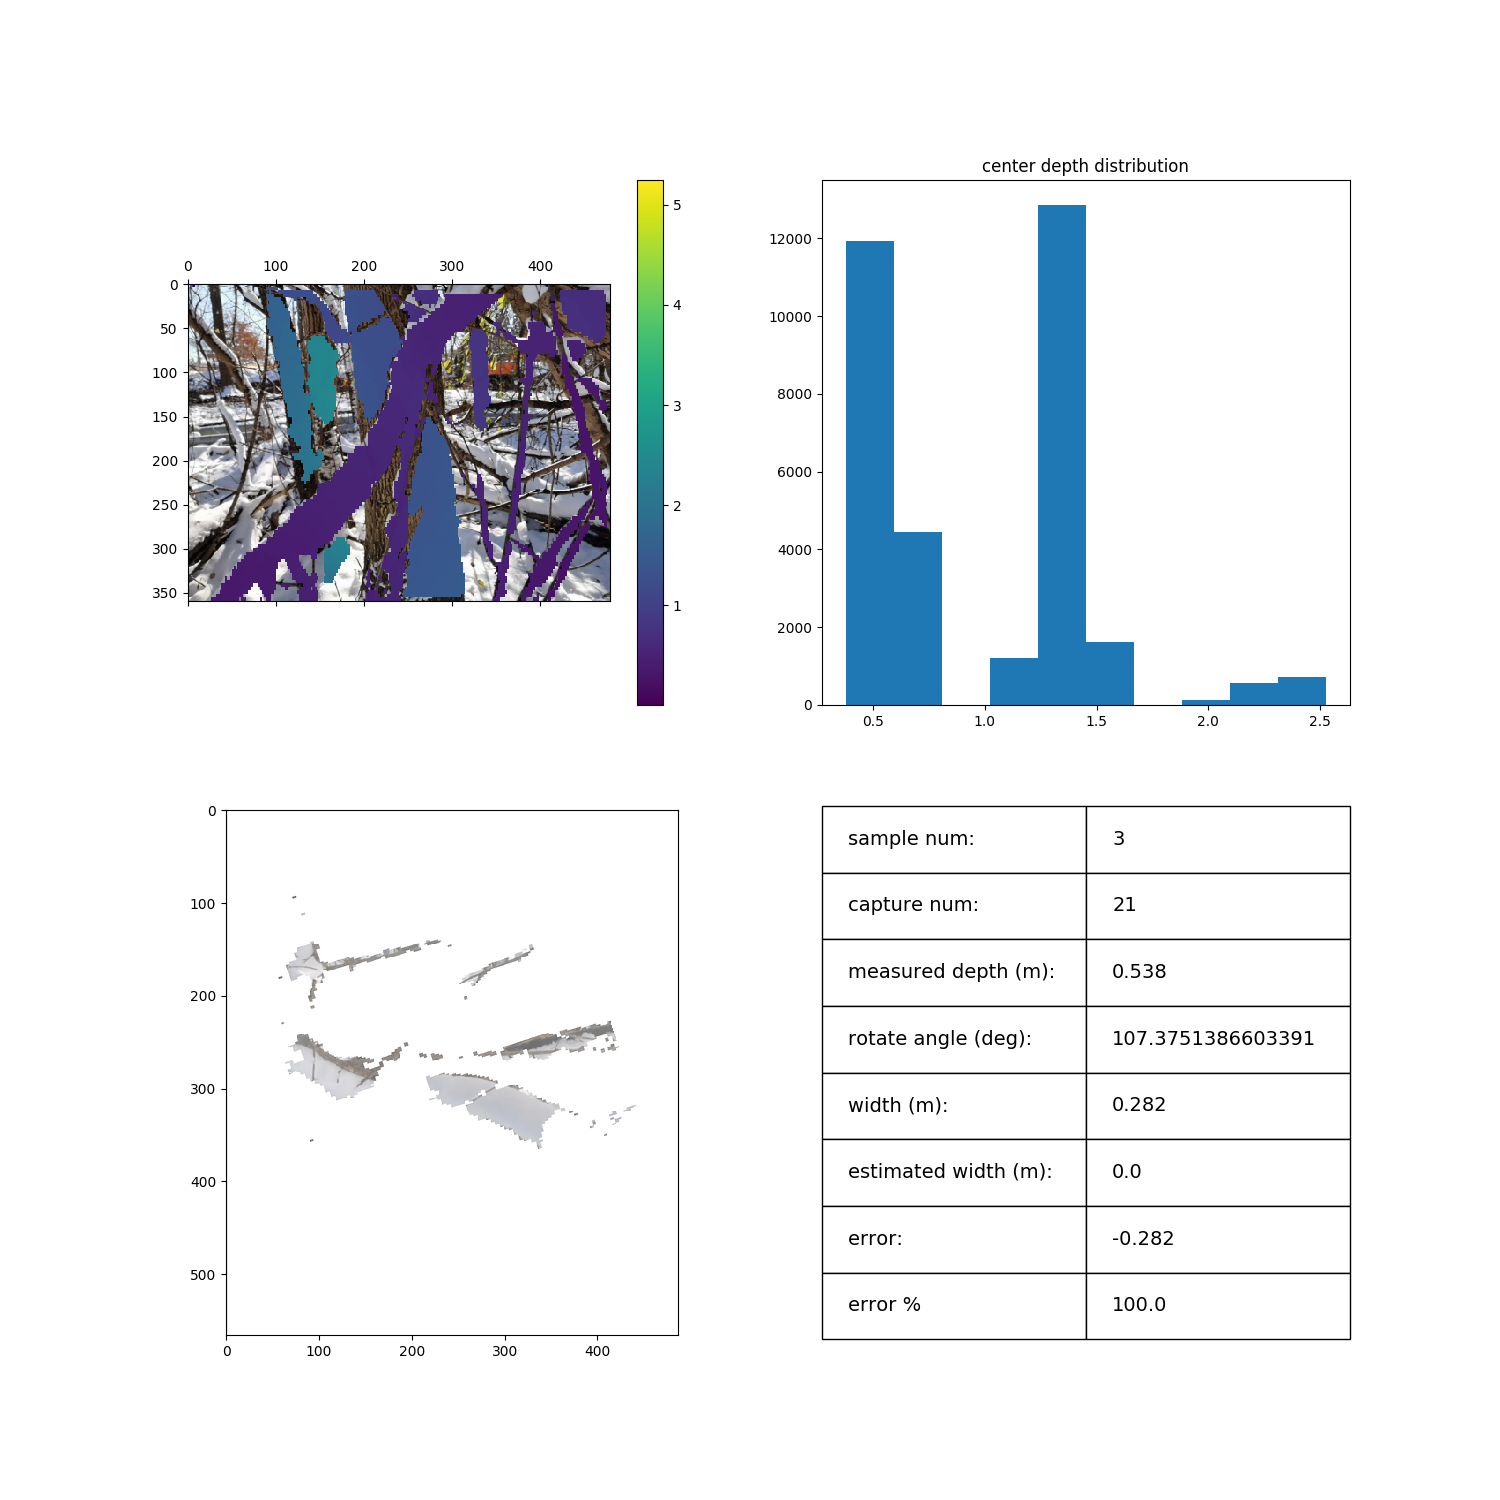 0 100 200 300 400
0
50
100
150
200
250
300
350
5
4
3
2
1
center depth distribution
12000
10000
8000
6000
4000
2000
0
0.5 1.0 1.5 2.0 2.5
0
100
200
300
400
500
0 100 200 300 400
sample num: 3
capture num: 21
measured depth (m): 0.538
rotate angle (deg): 107.3751386603391
width (m): 0.282
estimated width (m): 0.0
error: -0.282
error % 100.0